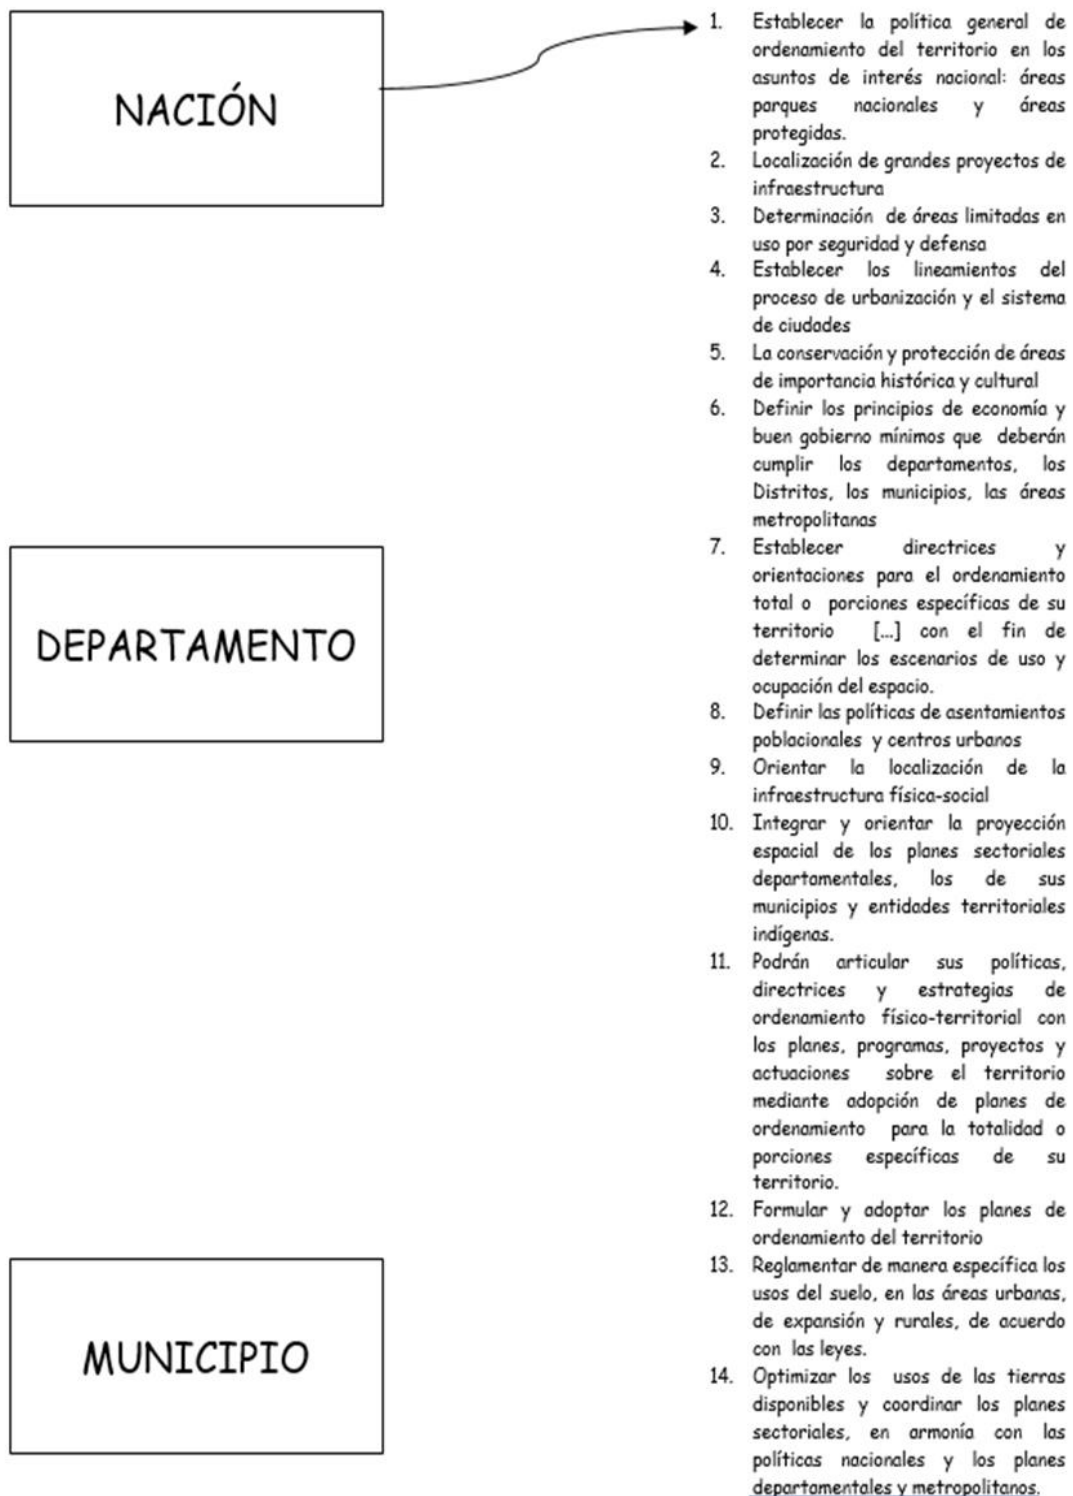 NACIÓN
1. Establecer la política general de
ordenamiento del territorio en los
asuntos de interés nacional: áreas
parques nacionales y áreas
protegidas.
2. Localización de grandes proyectos de
infraestructura
3. Determinación de áreas limitadas en
uso por seguridad y defensa
4. Establecer los lineamientos del
proceso de urbanización y el sistema
de ciudades
5. La conservación y protección de áreas
de importancia histórica y cultural
6. Definir los principios de economía y
buen gobierno mínimos que deberán
cumplir los departamentos, los
Distritos, los municipios, las áreas
metropolitanas
DEPARTAMENTO
7. Establecer directrices y
orientaciones para el ordenamiento
total o porciones específicas de su
territorio [...] con el fin de
determinar los escenarios de uso y
ocupación del espacio.
8. Definir las políticas de asentamientos
poblacionales y centros urbanos
9. Orientar la localización de la
infraestructura física-social
10. Integrar y orientar la proyección
espacial de los planes sectoriales
departamentales, los de sus
municipios y entidades territoriales
indígenas.
11. Podrán articular sus políticas,
directrices y estrategias de
ordenamiento físico-territorial con
los planes, programas, proyectos y
actuaciones sobre el territorio
mediante adopción de planes de
ordenamiento para la totalidad o
porciones específicas de su
territorio.
12. Formular y adoptar los planes de
ordenamiento del territorio
MUNICIPIO
13. Reglamentar de manera específica los
usos del suelo, en las áreas urbanas,
de expansión y rurales, de acuerdo
con las leyes.
14. Optimizar los usos de las tierras
disponibles y coordinar los planes
sectoriales, en armonía con las
políticas nacionales y los planes
departamentales y metropolitanos.